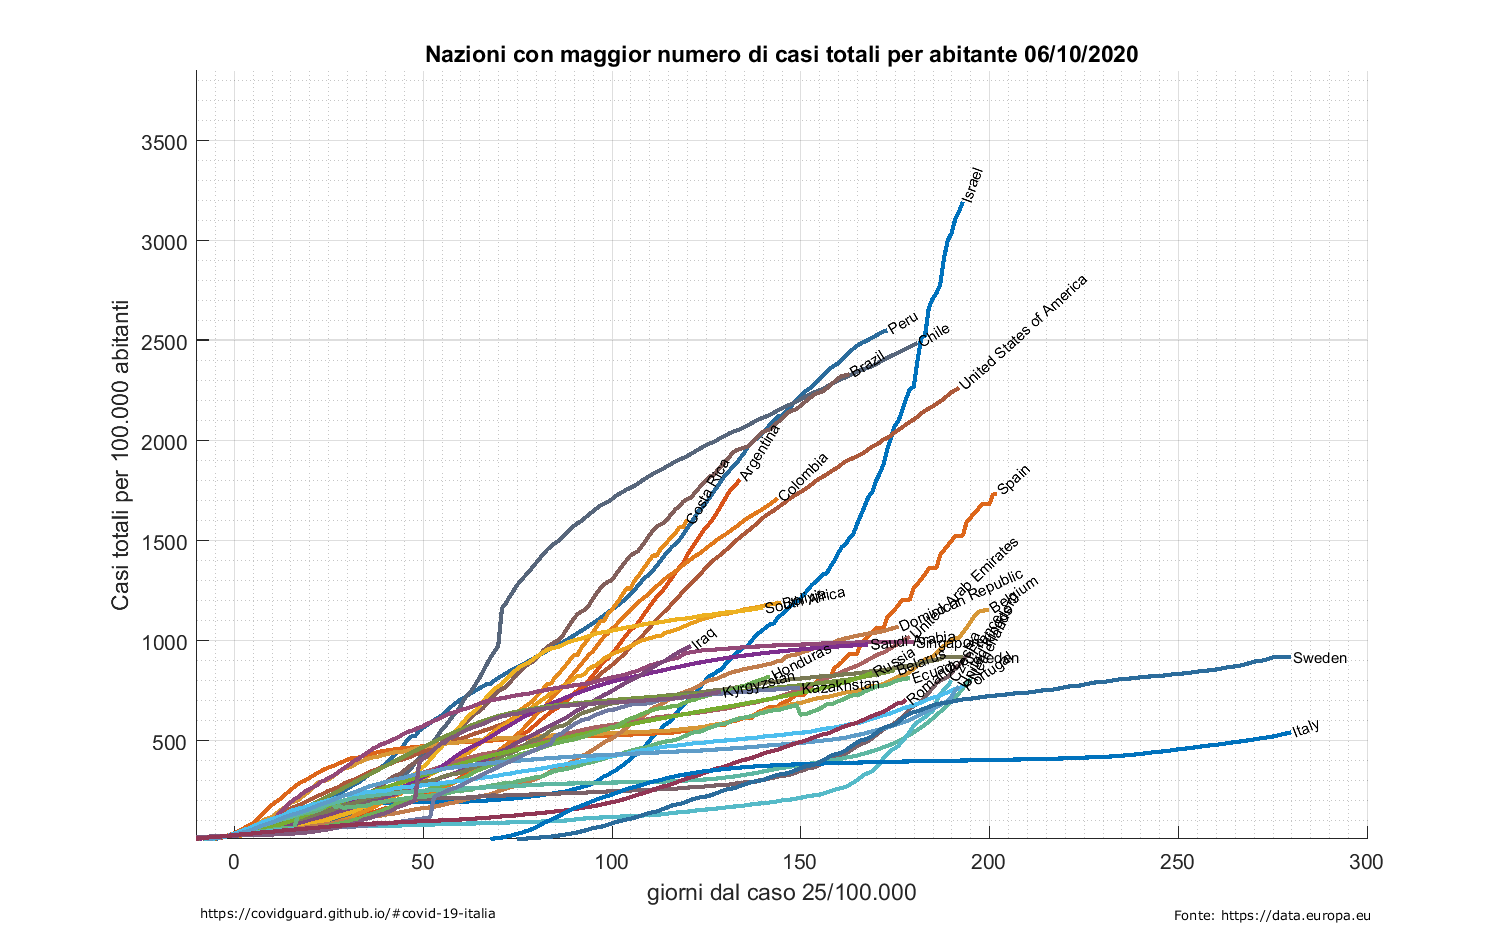 Nazioni con maggior numero di casi totali per abitante 06/10/2020
Casi totali per 100.000 abitanti
3500
3000
2500
2000
1500
1000
500
Israel
United States of America
Peru
Chile
Brazil
Argentina
Costa Rica
Colombia
Spain
United Arab Emirates
Dominican Republic
Belgium
South Africa
Bolivia
Iraq
Saudi Arabia
Singapore
Honduras
Russia
Belarus
Sweden
Ecuador
Kyrgyzstan
Kazakhstan
Romania
Portugal
Sweden
Italy
0
50
100
150
200
250
300
giorni dal caso 25/100.000
https://covidguard.github.io/#covid-19-italia
Fonte: https://data.europa.eu